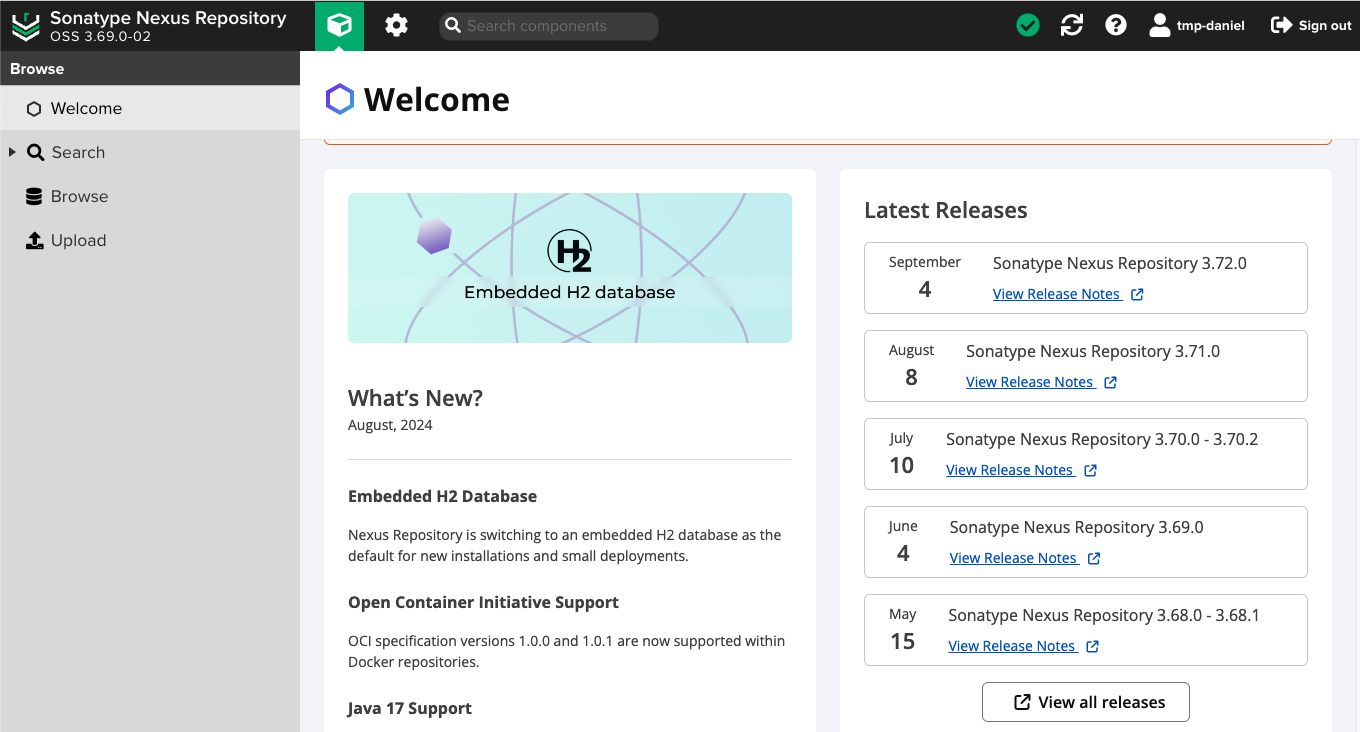 Sonatype Nexus Repository
OSS 3.69.0-02
Search components
tmp-daniel
Sign out
Browse
Welcome
Search
Browse
Upload
Welcome
H2
Embedded H2 database
What's New?
August, 2024
Embedded H2 Database
Nexus Repository is switching to an embedded H2 database as the
default for new installations and small deployments.
Open Container Initiative Support
OCI specification versions 1.0.0 and 1.0.1 are now supported within
Docker repositories.
Java 17 Support
Latest Releases
September
4
Sonatype Nexus Repository 3.72.0
View Release Notes
August
8
Sonatype Nexus Repository 3.71.0
View Release Notes
July
10
Sonatype Nexus Repository 3.70.0 - 3.70.2
View Release Notes
June
4
Sonatype Nexus Repository 3.69.0
View Release Notes
May
15
Sonatype Nexus Repository 3.68.0 - 3.68.1
View Release Notes
View all releases